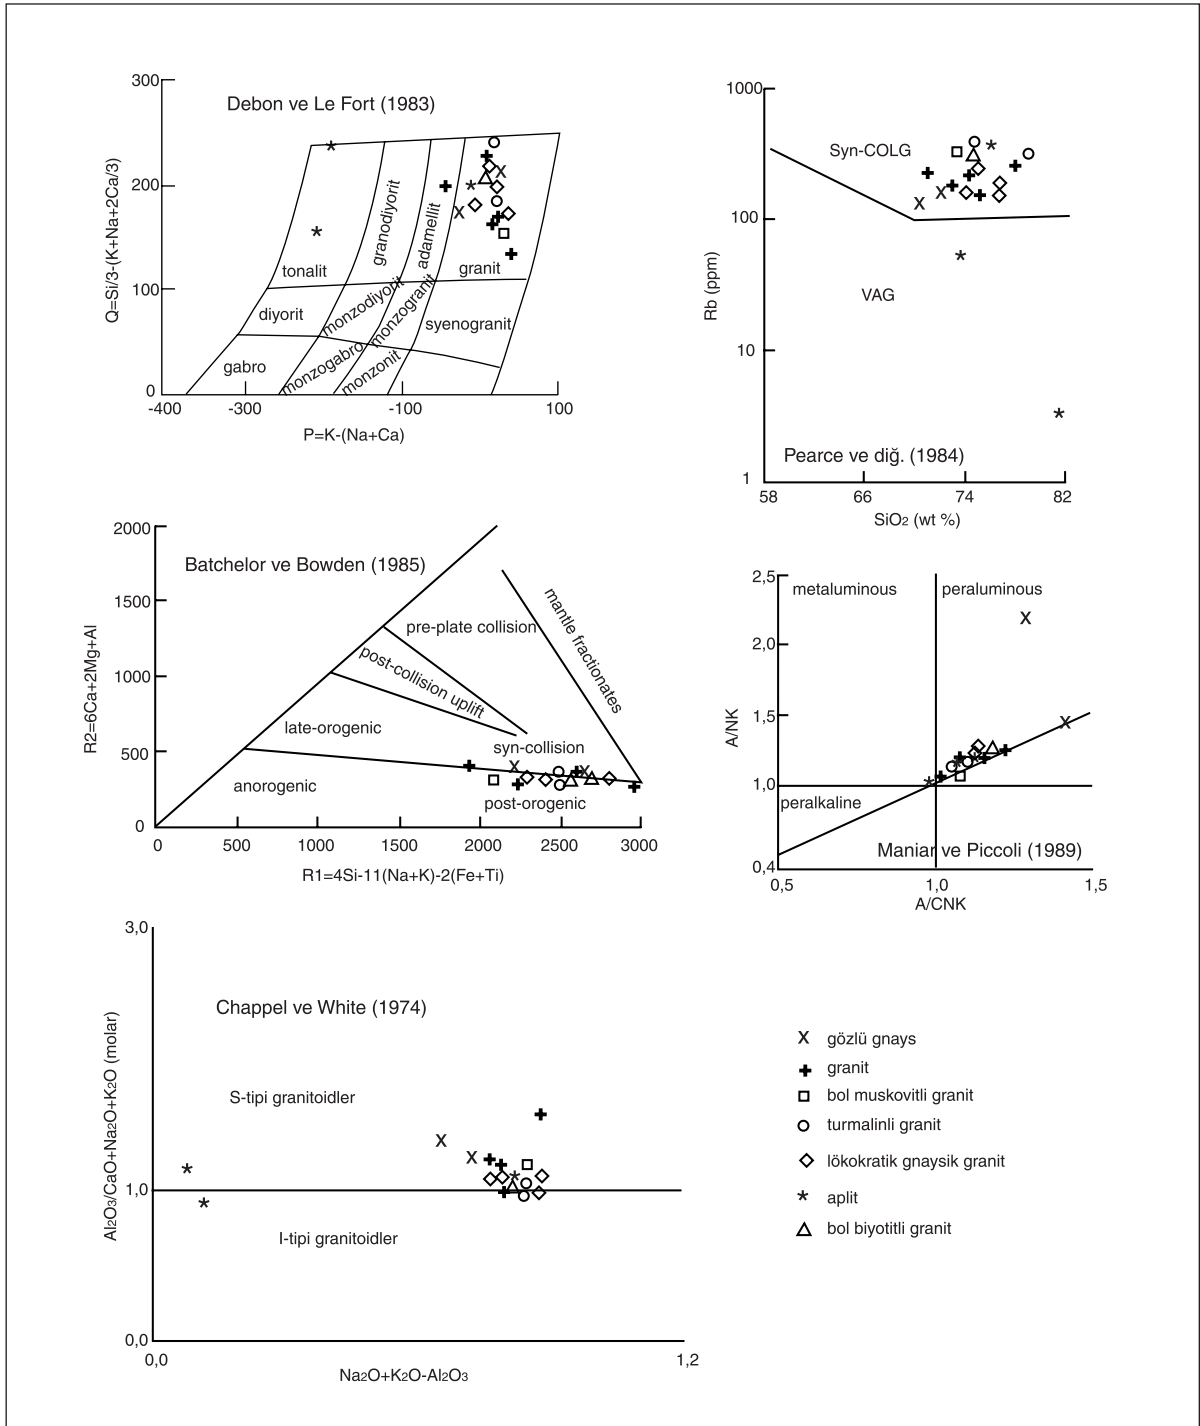 Debon ve Le Fort (1983)
300
200
100
0
Q=Si/3-(K+Na+2Ca/3)
tonalit
granodiyorit
adamellit
granit
diyorit
monzodiyorit
monzogranit
syenogranit
gabro
monzogabro
monzonit
-400
-300
-100
100
P=K-(Na+Ca)
1000
100
10
1
Rb (ppm)
Syn-COLG
VAG
Pearce ve diğ. (1984)
58
66
74
82
SiO2 (wt %)
2000
1500
1000
500
0
R2=6Ca+2Mg+Al
Batchelor ve Bowden (1985)
pre-plate collision
mantle fractionates
post-collision uplift
late-orogenic
syn-collision
anorogenic
post-orogenic
0
500
1000
1500
2000
2500
3000
R1=4Si-11(Na+K)-2(Fe+Ti)
2,5
2,0
1,5
1,0
0,4
A/NK
metaluminous
peraluminous
peralkaline
Maniar ve Piccoli (1989)
0,5
1,0
1,5
A/CNK
3,0
1,0
0,0
Al2O3/CaO+Na2O+K2O (molar)
Chappel ve White (1974)
S-tipi granitoidler
I-tipi granitoidler
0,0
1,2
Na2O+K2O-Al2O3
gözlü gnays
granit
bol muskovitli granit
turmalinli granit
lökokratik gnaysik granit
aplit
bol biyotitli granit